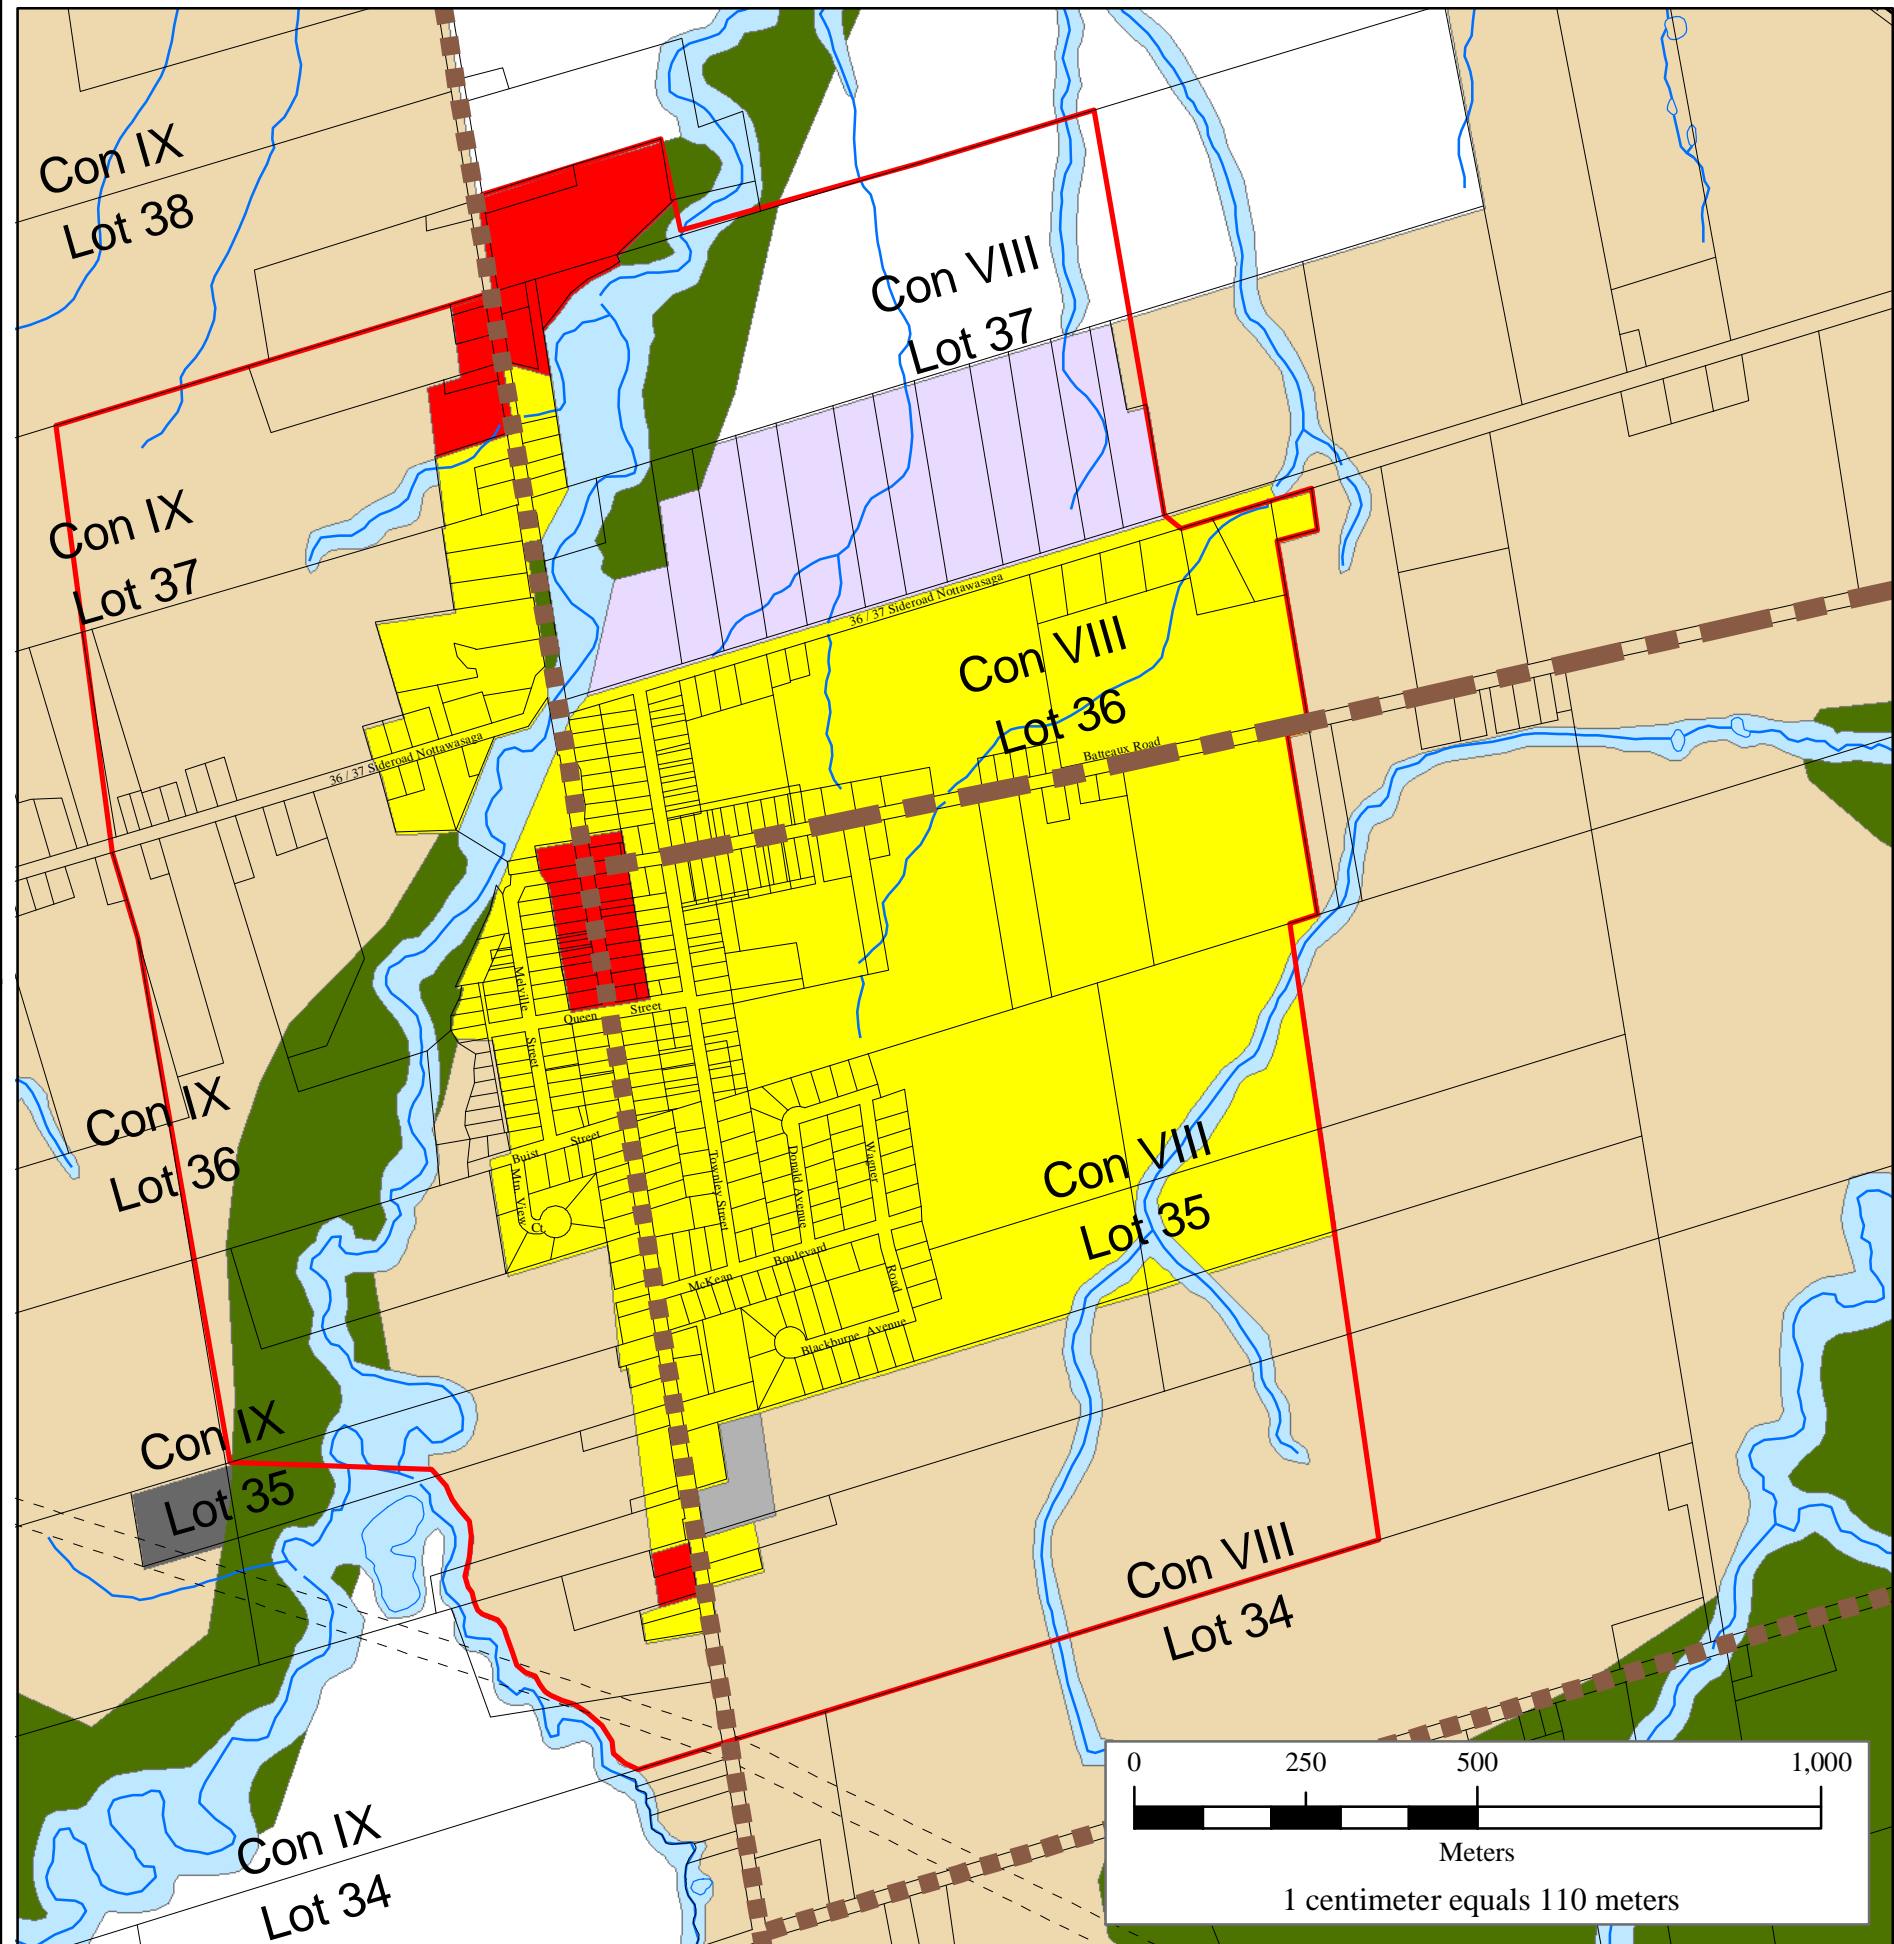 Con IX
Lot 38
Con VIII
Lot 37
Con IX
Lot 37
36 / 37 Sideroad Nottawasaga
Con VIII
Lot 36
Batteaux Road
36 / 37 Sideroad Nottawasaga
Melville
Street
Queen Street
Con IX
Lot 36
Buist Street
Mtn. View
Ct.
Townley Street
Donald Avenue
Wagner
Road
McKean Boulevard
Blackburne Avenue
Con VIII
Lot 35
Con IX
Lot 35
Con VIII
Lot 34
Con IX
Lot 34
0 250 500 1,000
Meters
1 centimeter equals 110 meters